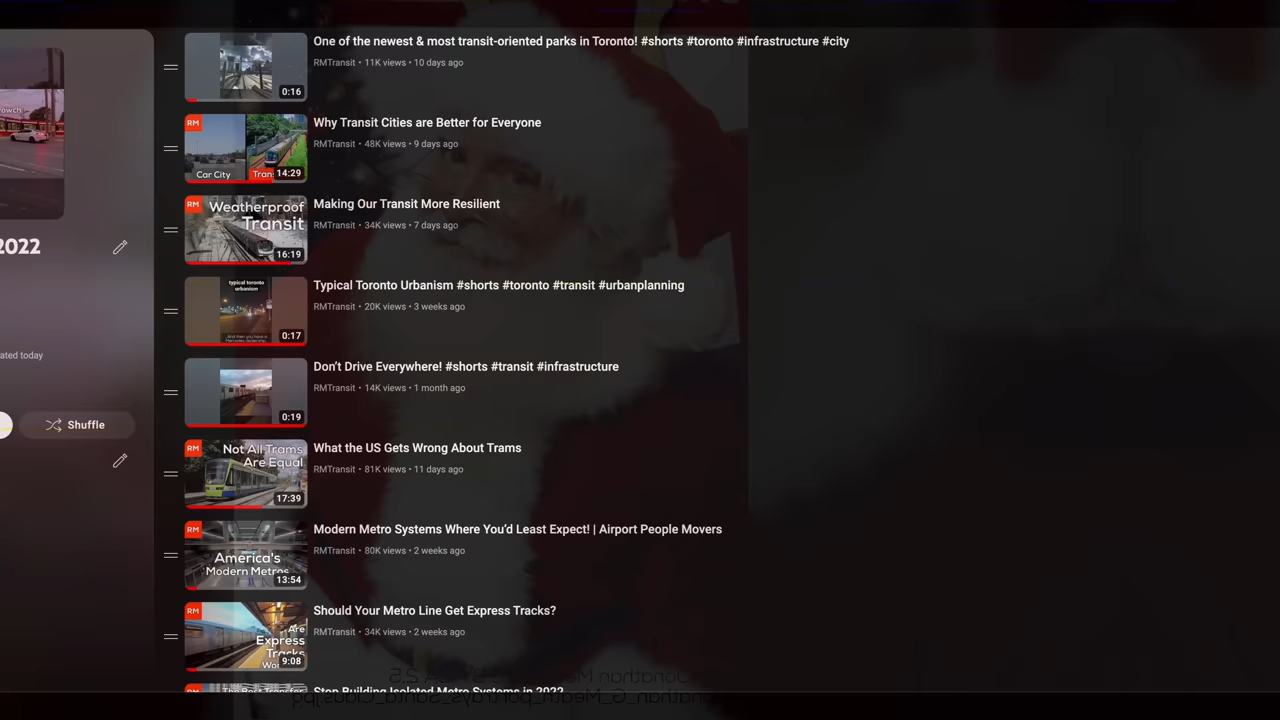 One of the newest & most transit-oriented parks in Toronto! #shorts #toronto #infrastructure #city
RMTransit • 11K views • 10 days ago
0:16
RM
Why Transit Cities are Better for Everyone
RMTransit • 48K views • 9 days ago
Car City
14:29
RM
Weatherproof
Transit
Making Our Transit More Resilient
RMTransit • 34K views • 7 days ago
16:19
2022
typical toronto
urbanism
Typical Toronto Urbanism #shorts #toronto #transit #urbanplanning
RMTransit • 20K views • 3 weeks ago
0:17
ated today
Don't Drive Everywhere! #shorts #transit #infrastructure
RMTransit • 14K views • 1 month ago
0:19
Shuffle
RM
Not All Trams
Are Equal
What the US Gets Wrong About Trams
RMTransit • 81K views • 11 days ago
17:39
RM
America's
Modern Metros
Modern Metro Systems Where You'd Least Expect! | Airport People Movers
RMTransit • 80K views • 2 weeks ago
13:54
RM
Are
Express
Tracks
Should Your Metro Line Get Express Tracks?
RMTransit • 34K views • 2 weeks ago
9:08
Stop Building Isolated Metro Systems in 2022